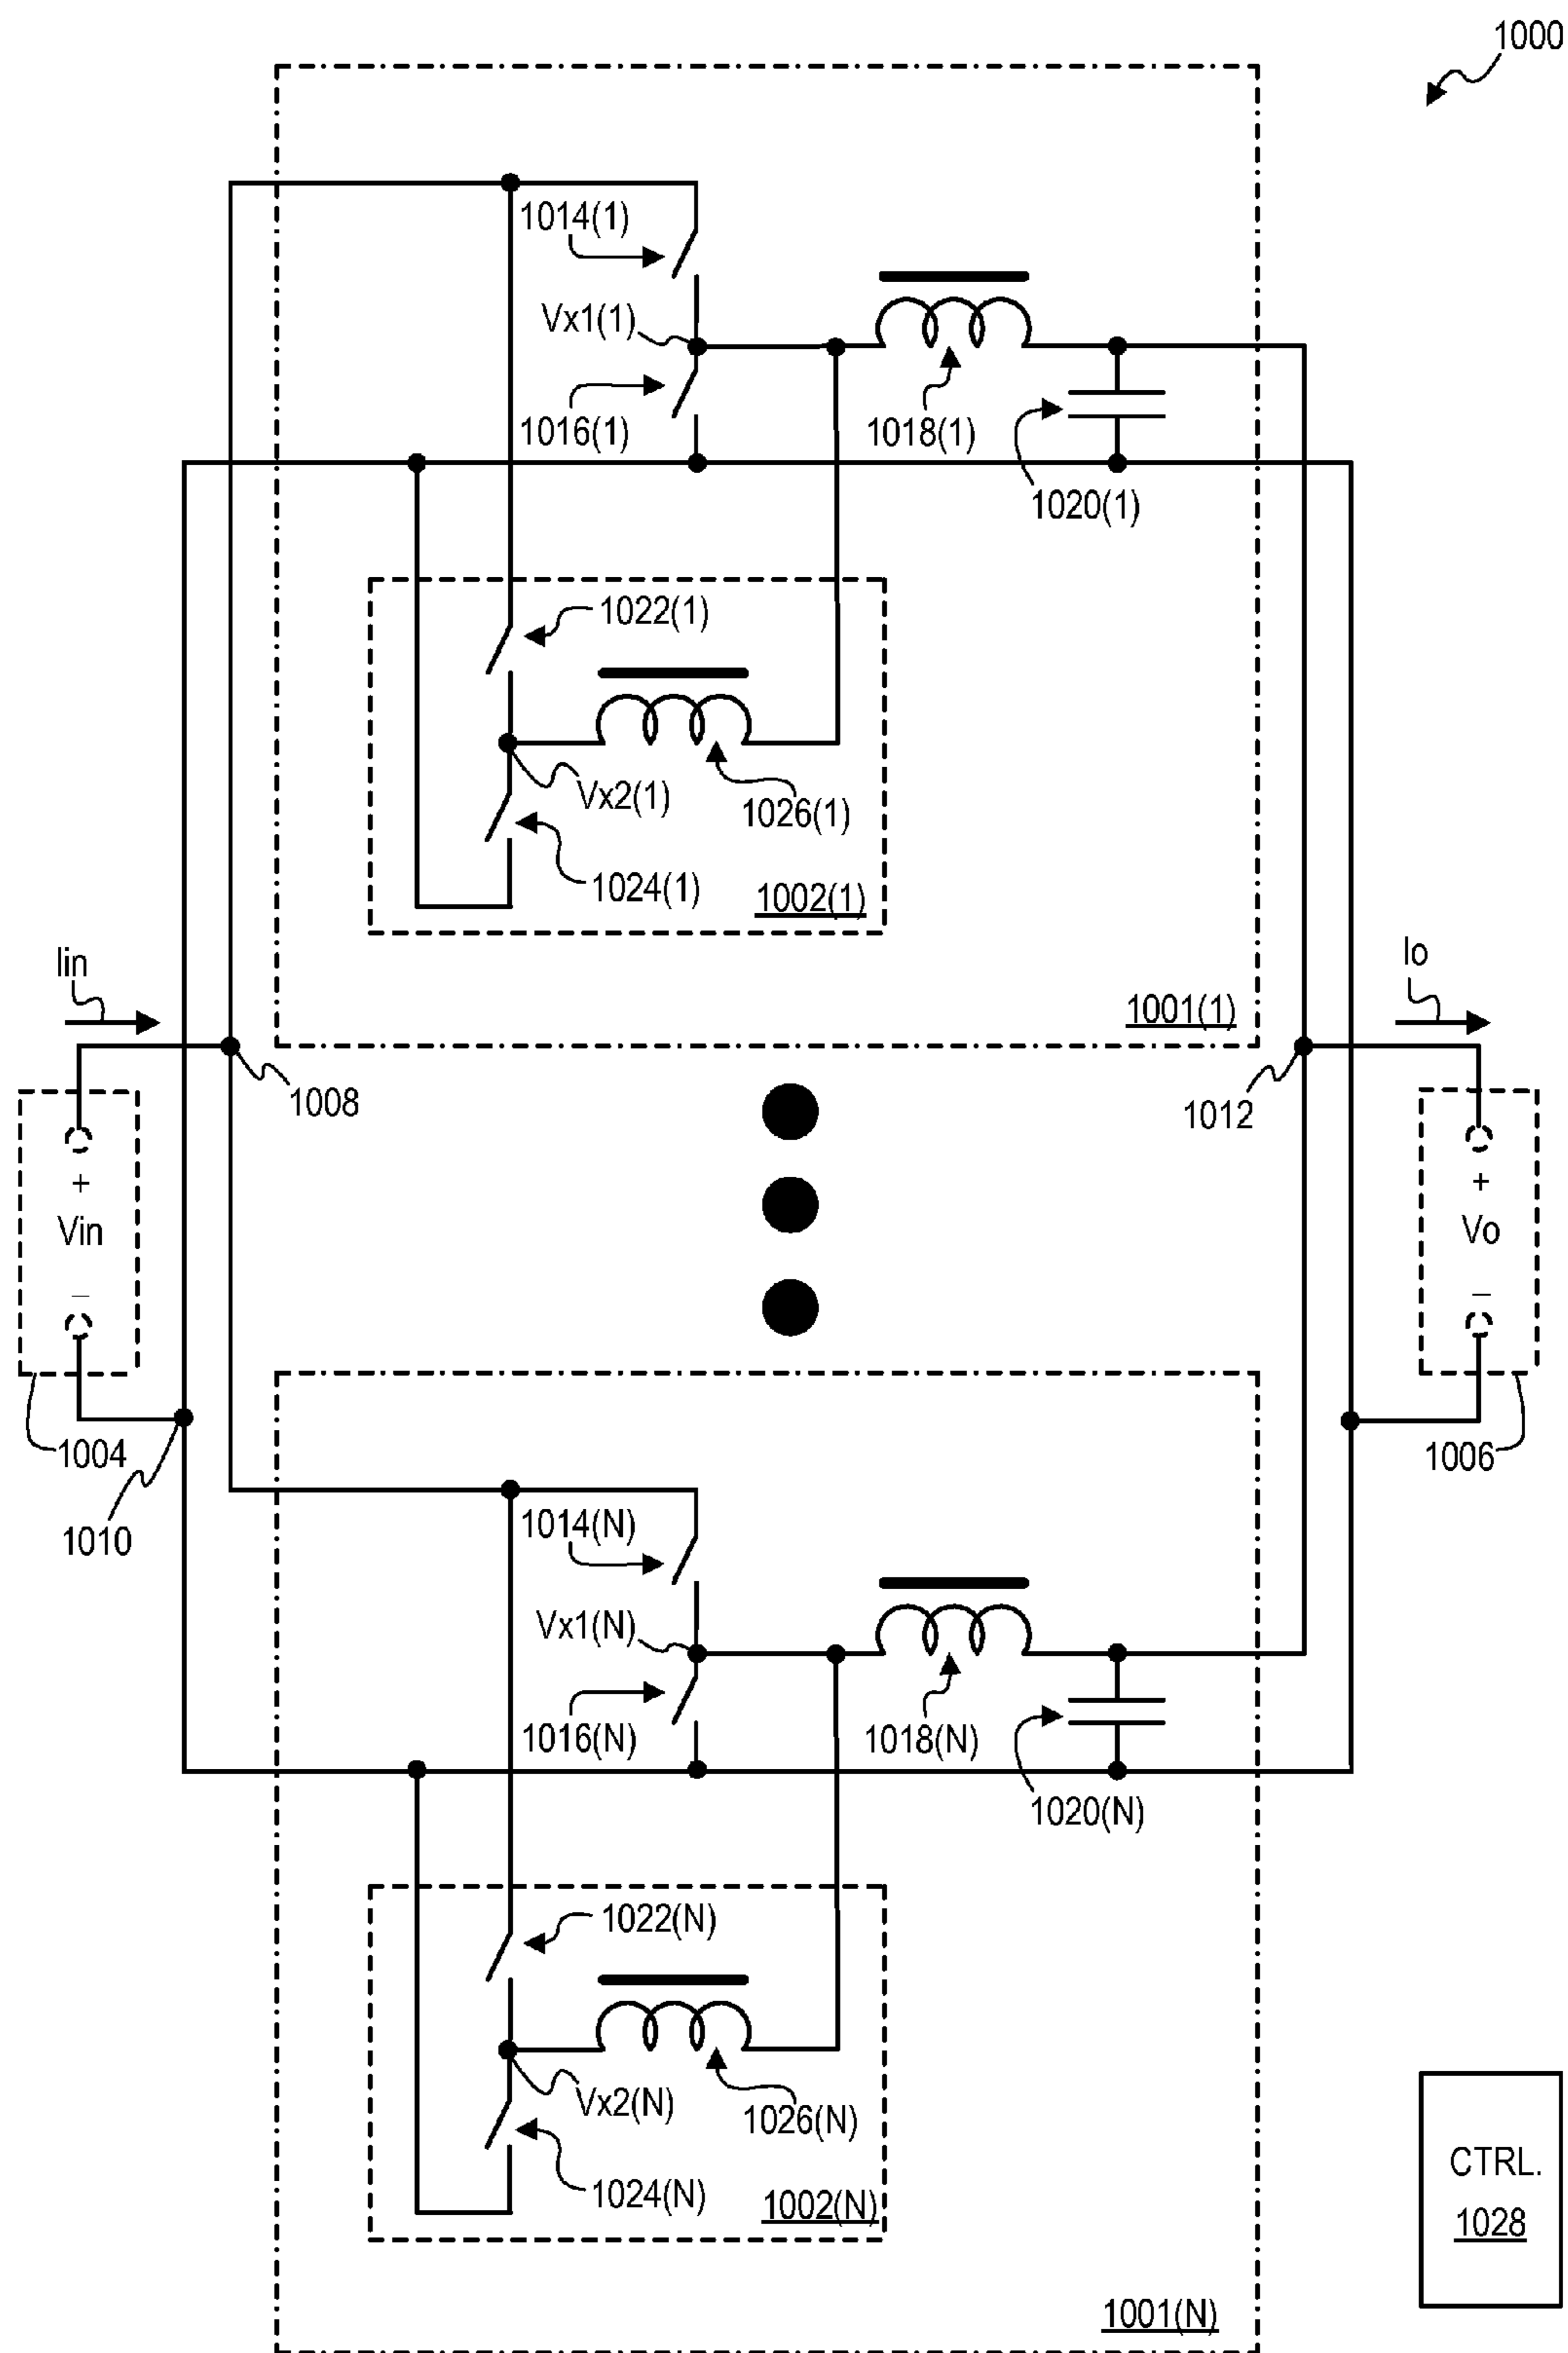 1000
1014(1)
Vx1(1)
1016(1)
1018(1)
1020(1)
1022(1)
Vx2(1)
1026(1)
1024(1)
1002(1)
Iin
Io
1001(1)
1008
1012
+
Vin
−
+
Vo
−
1004
1006
1010
1014(N)
Vx1(N)
1016(N)
1018(N)
1020(N)
1022(N)
Vx2(N)
1026(N)
1024(N)
1002(N)
CTRL.
1028
1001(N)